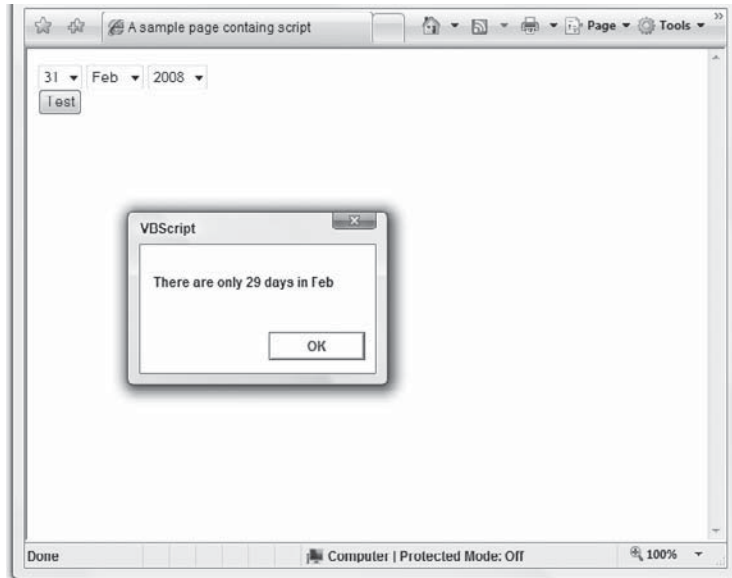 A sample page containg script
Page Tools »
31 Feb 2008
Test
VBScript
There are only 29 days in Feb
OK
Done Computer | Protected Mode: Off 100%